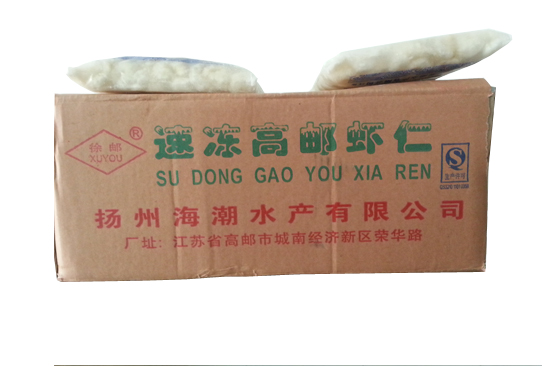 徐邮®
XUYOU
速冻高邮虾仁
SU DONG GAO YOU XIA REN
扬州海潮水产有限公司
厂址:江苏省高邮市城南经济新区荣华路